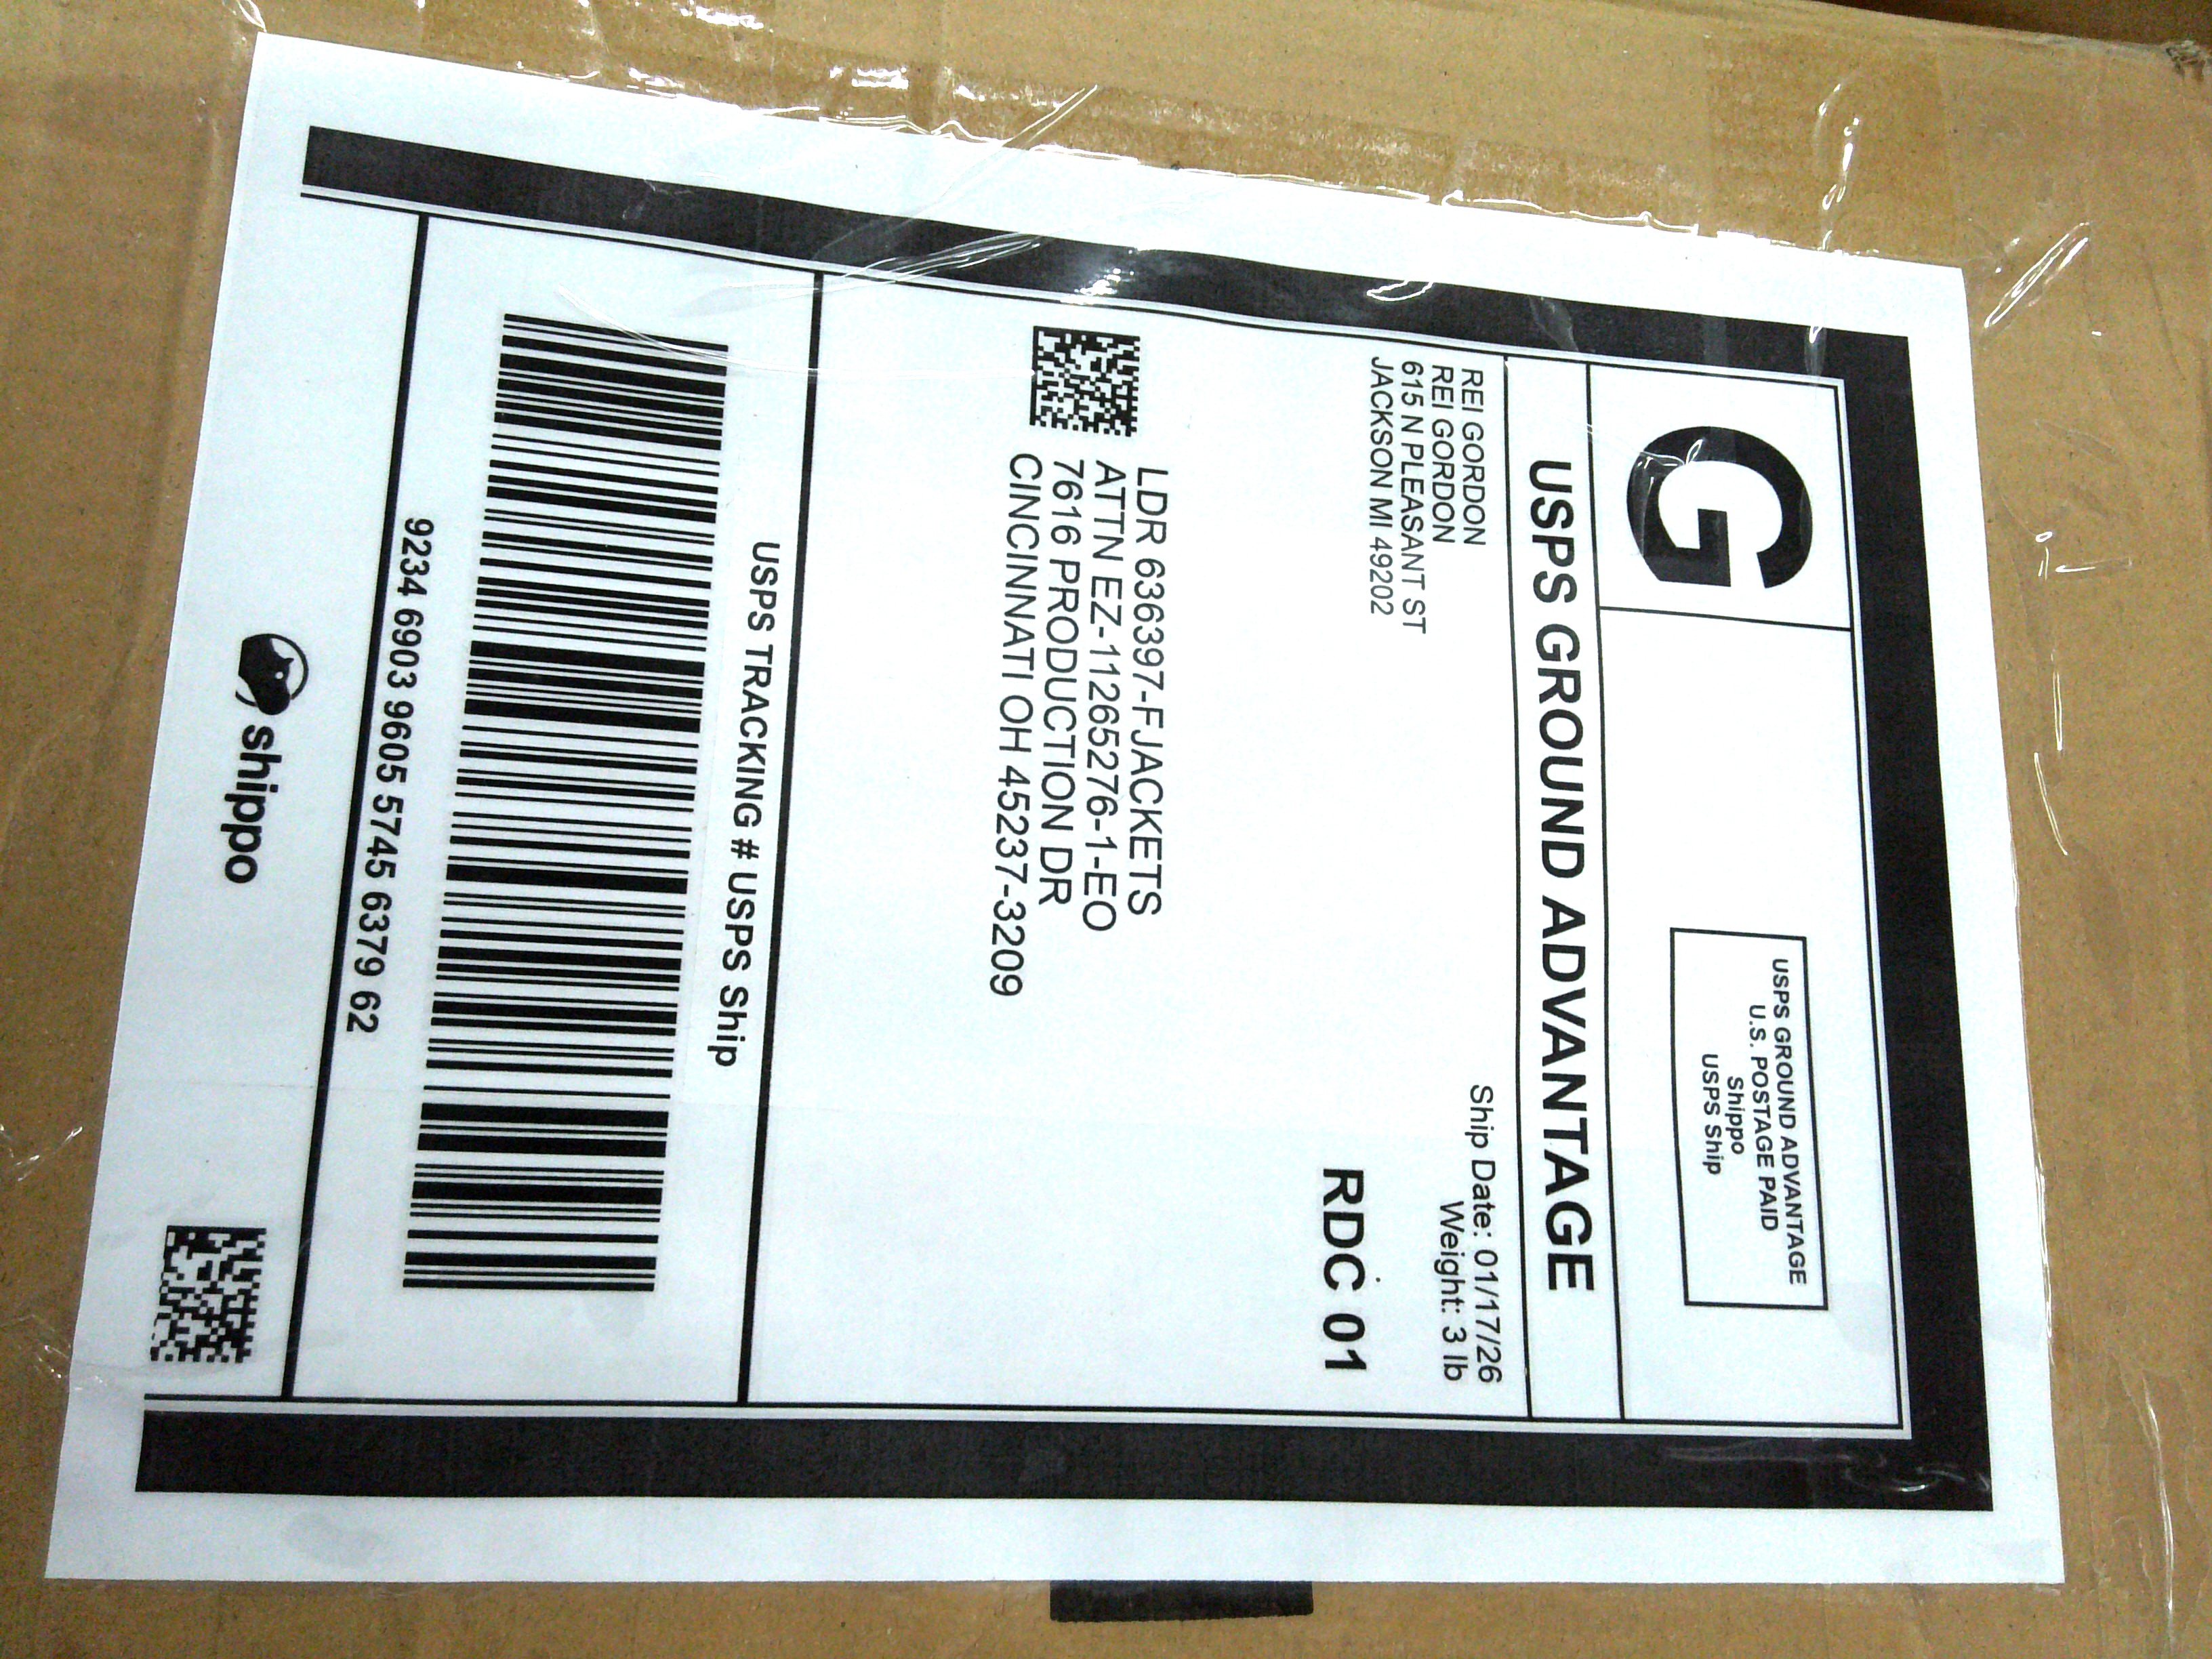 G
USPS GROUND ADVANTAGE
U.S. POSTAGE PAID
Shippo
USPS Ship
USPS GROUND ADVANTAGE
REI GORDON
REI GORDON
615 N PLEASANT ST
JACKSON MI 49202
Ship Date: 01/17/26
Weight: 3 lb
RDC 01
LDR 636397-FJACKETS
ATTN EZ-11265276-1-EO
7616 PRODUCTION DR
CINCINNATI OH 45237-3209
USPS TRACKING # USPS Ship
9234 6903 9605 5745 6379 62
shippo